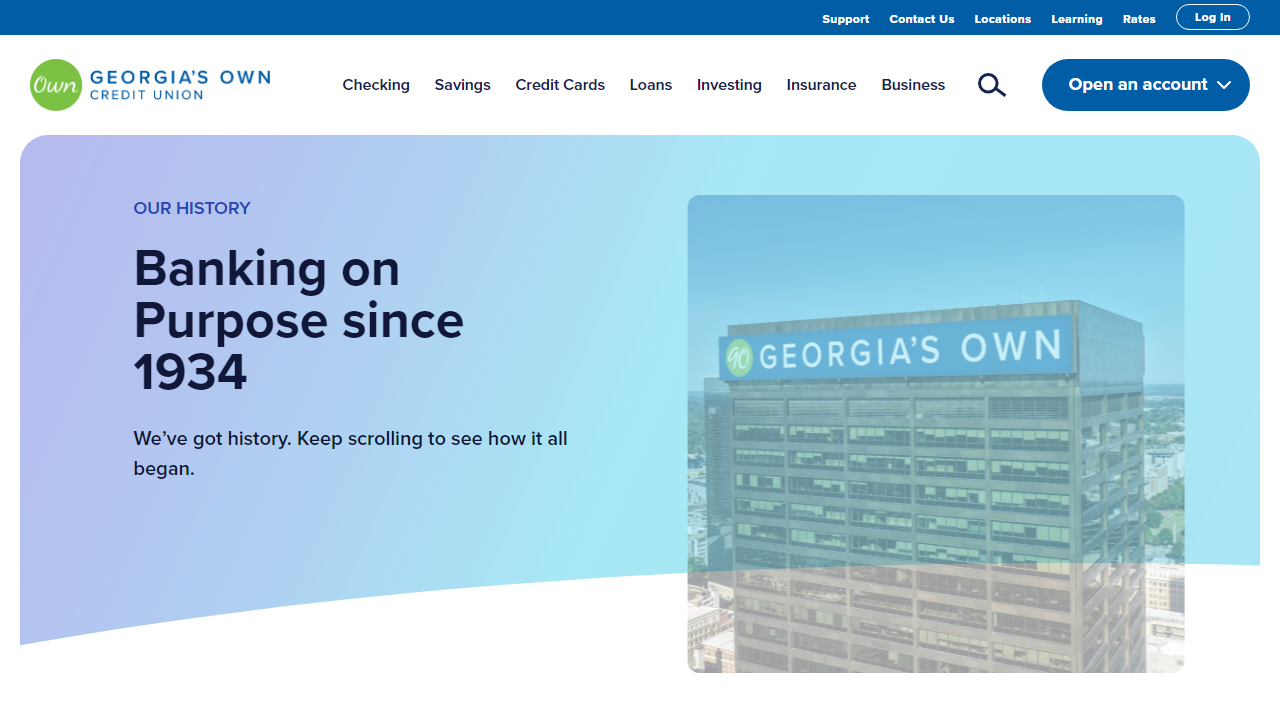 Support Contact Us Locations Learning Rates Log In
Own GEORGIA'S OWN
CREDIT UNION
Checking Savings Credit Cards Loans Investing Insurance Business
Open an account
OUR HISTORY
Banking on
Purpose since
1934
We’ve got history. Keep scrolling to see how it all
began.
GO GEORGIA'S OWN